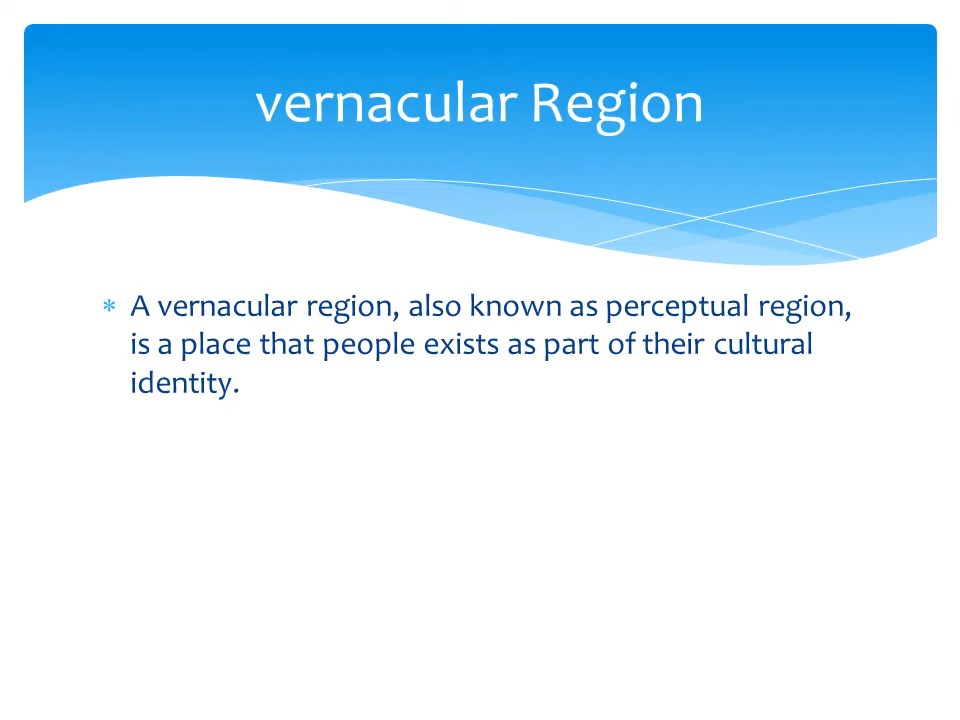 vernacular Region
* A vernacular region, also known as perceptual region,
is a place that people exists as part of their cultural
identity.